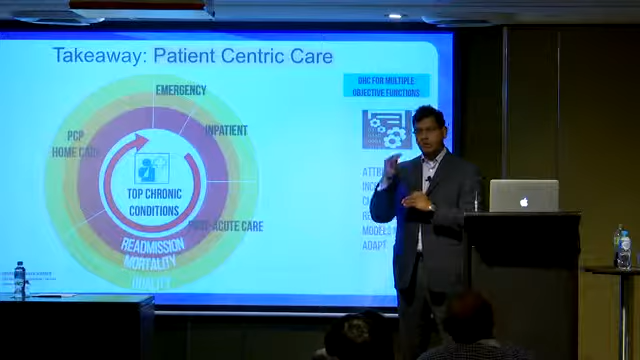 Takeaway: Patient Centric Care
DHC FOR MULTIPLE
OBJECTIVE FUNCTIONS
EMERGENCY
INPATIENT
PCP
HOME CARE
TOP CHRONIC
CONDITIONS
POST-ACUTE CARE
READMISSION
MORTALITY
QUALITY
ADAPT